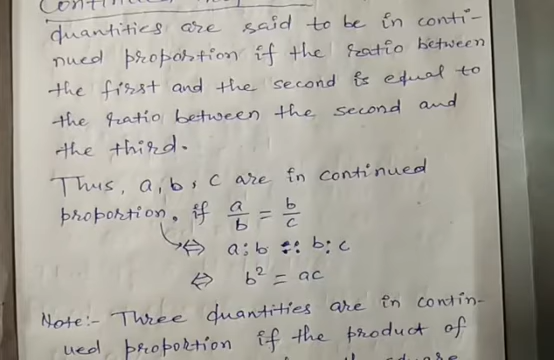 Continued
quantities are said to be in conti-
nued proportion if the ratio between
the first and the second is equal to
the ratio between the second and
the third.
Thus, a, b, c are in continued
proportion, if a/b = b/c
⇔ a:b :: b:c
⇔ b² = ac
Note:- Three quantities are in contin-
ued proportion if the product of